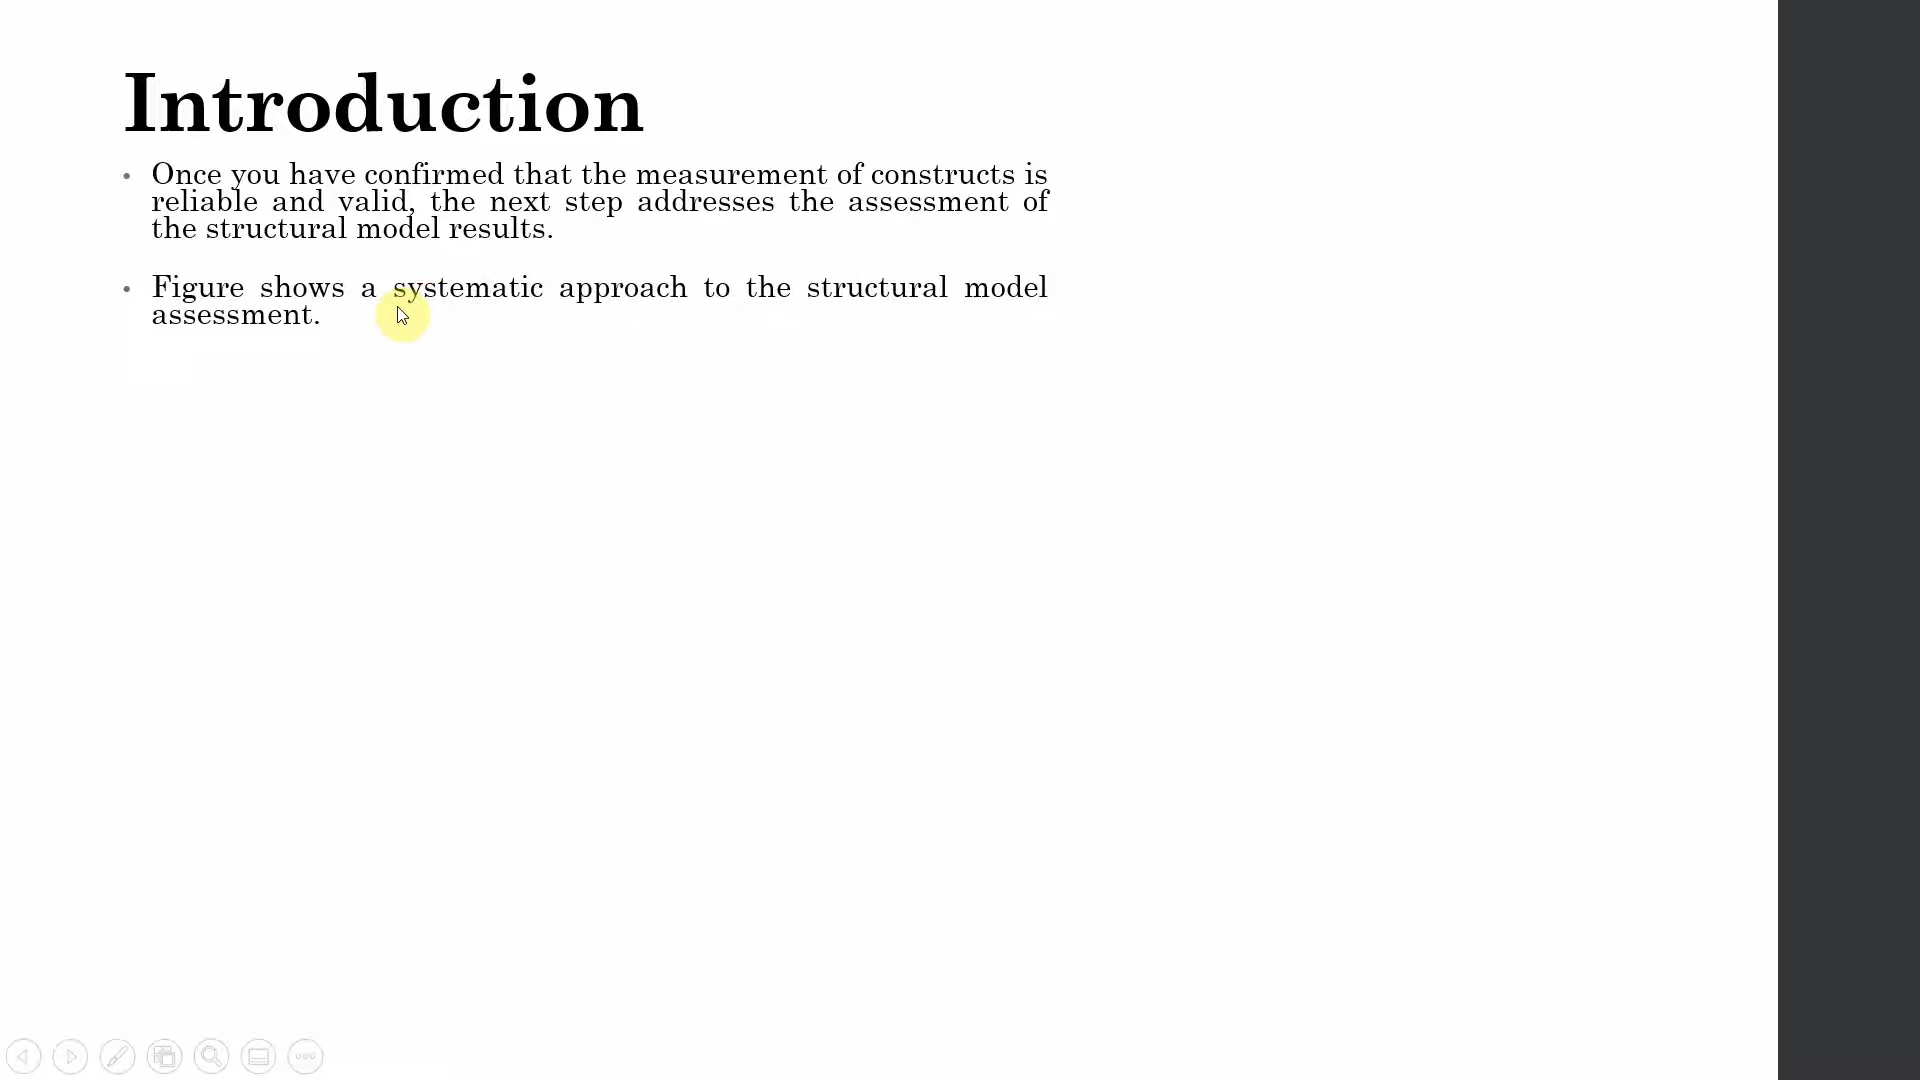 Introduction
• Once you have confirmed that the measurement of constructs is
reliable and valid, the next step addresses the assessment of
the structural model results.
• Figure shows a systematic approach to the structural model
assessment.